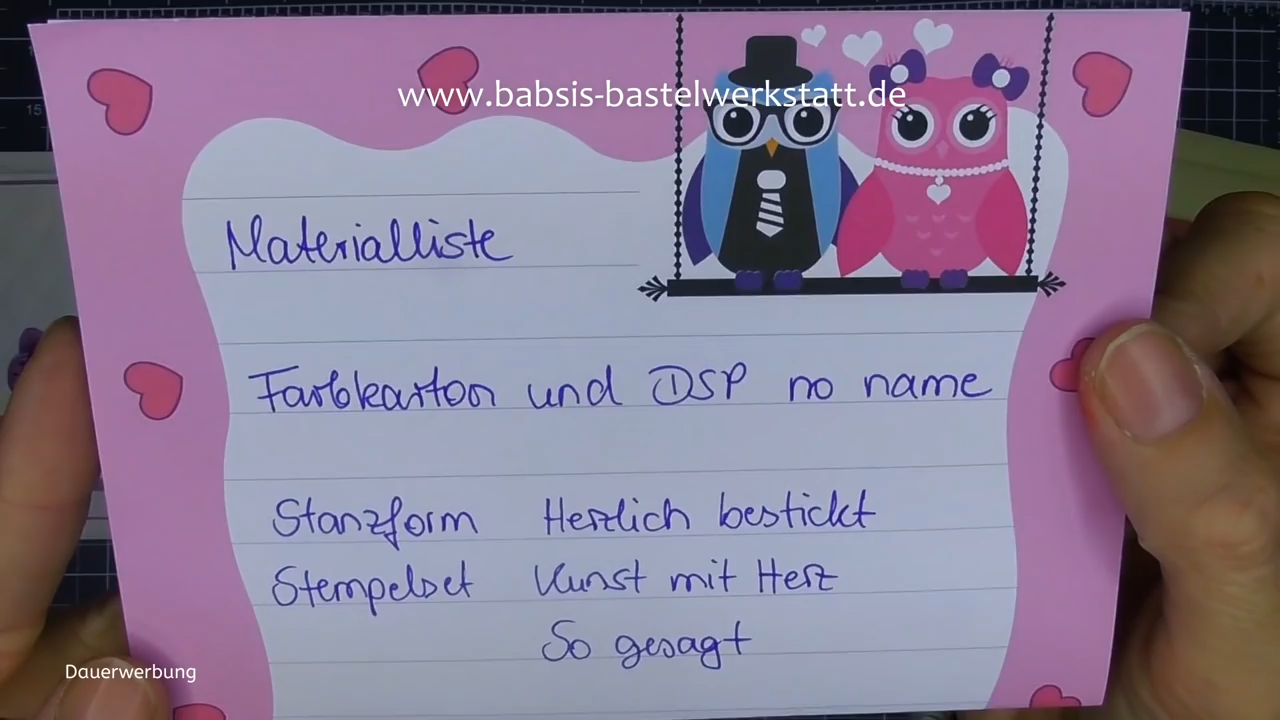 www.babsis-bastelwerkstatt.de
Materialliste
Farbkarton und DSP no name
Stanzform Herzlich bestickt
Stempelset Kunst mit Herz
So gesagt
Dauerwerbung
15